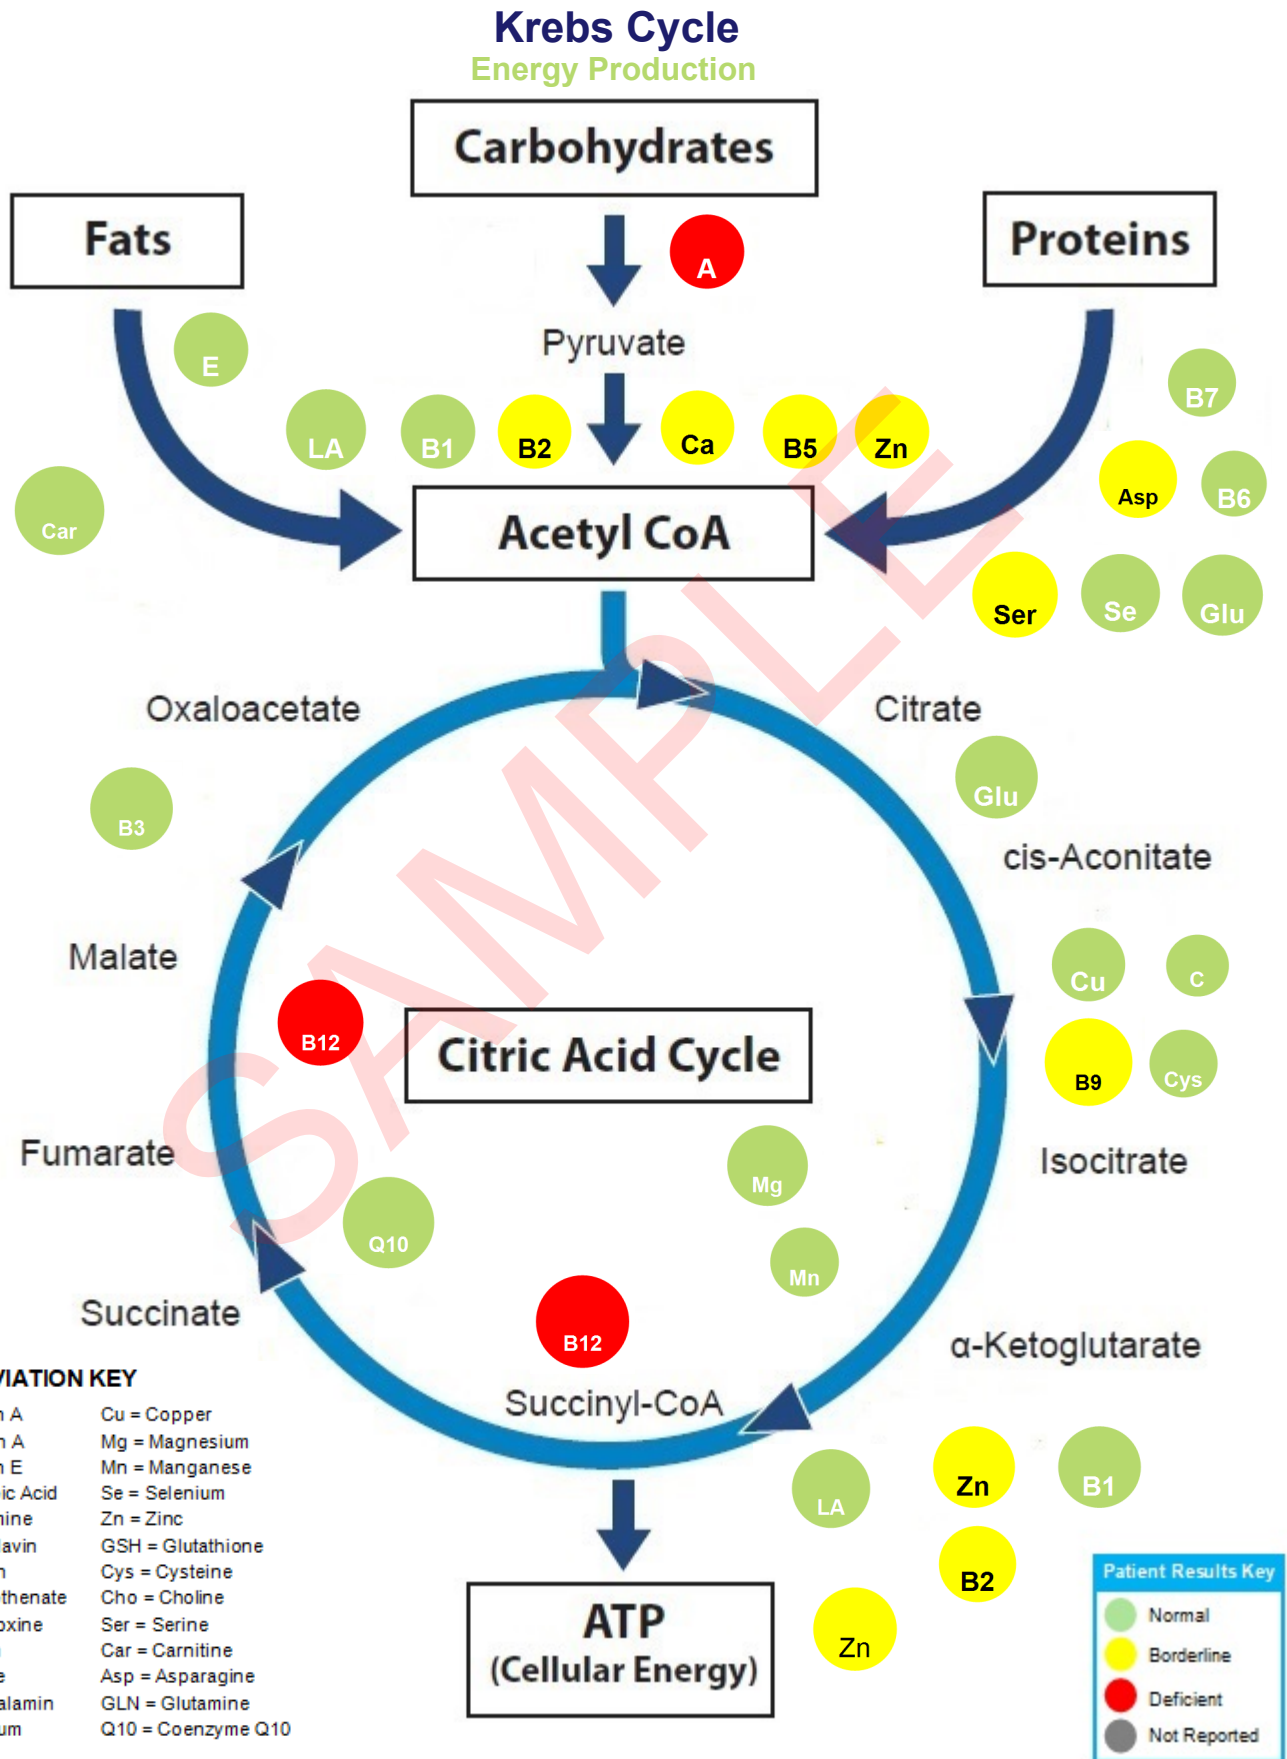 Krebs Cycle
Energy Production
Carbohydrates
Fats
Proteins
A
Pyruvate
E
B7
LA
B1
B2
Ca
B5
Zn
Asp
B6
Car
Acetyl CoA
Ser
Se
Glu
Oxaloacetate
Citrate
Glu
B3
cis-Aconitate
Malate
Cu
C
B12
Citric Acid Cycle
B9
Cys
Fumarate
Isocitrate
Mg
Q10
Mn
Succinate
B12
α-Ketoglutarate
Succinyl-CoA
LA
Zn
B1
B2
Zn
ATP
(Cellular Energy)
SAMPLE
VIATION KEY
n A
Cu = Copper
n A
Mg = Magnesium
n E
Mn = Manganese
ic Acid
Se = Selenium
nine
Zn = Zinc
lavin
GSH = Glutathione
n
Cys = Cysteine
thenate
Cho = Choline
oxine
Ser = Serine
Car = Carnitine
e
Asp = Asparagine
alamin
GLN = Glutamine
um
Q10 = Coenzyme Q10
Patient Results Key
Normal
Borderline
Deficient
Not Reported